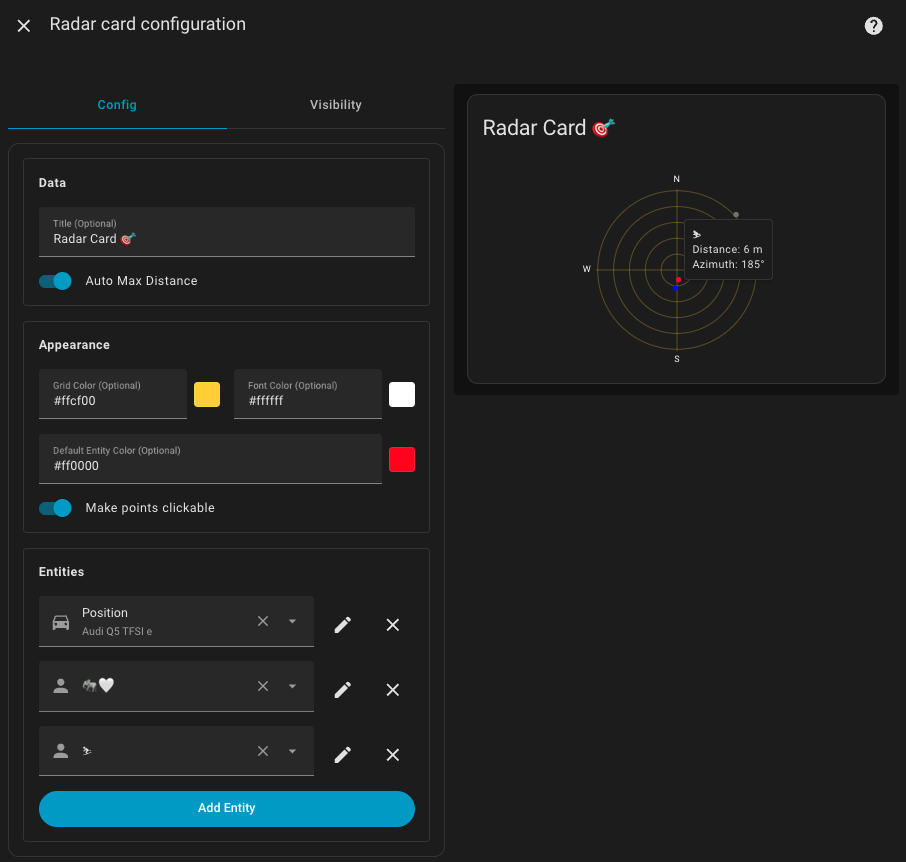 Radar card configuration
Config
Visibility
Data
Title (Optional)
Radar Card 🎯
Auto Max Distance
Appearance
Grid Color (Optional)
#ffcf00
Font Color (Optional)
#ffffff
Default Entity Color (Optional)
#ff0000
Make points clickable
Entities
Position
Audi Q5 TFSI e
Add Entity
Radar Card 🎯
N
Distance: 6 m
Azimuth: 185°
W
S